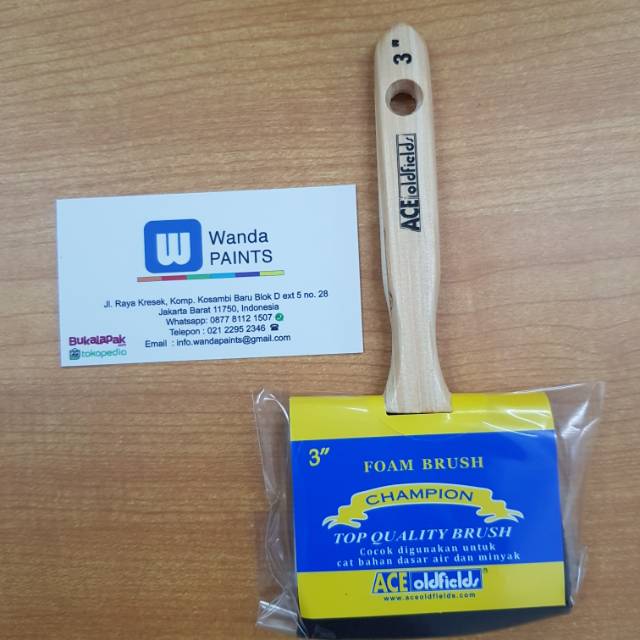 W
Wanda
PAINTS
Jl. Raya Kresek, Komp. Kosambi Baru Blok D ext 5 no. 28
Jakarta Barat 11750, Indonesia
Whatsapp: 0877 8112 1507
Telepon : 021 2295 2346
Email : info.wandapaints@gmail.com
BukalaPak
tokopedia
3"
ACE oldfields
3"
FOAM BRUSH
CHAMPION
TOP QUALITY BRUSH
Cocok digunakan untuk
cat bahan dasar air dan minyak
ACE oldfields
www.aceoldfields.com